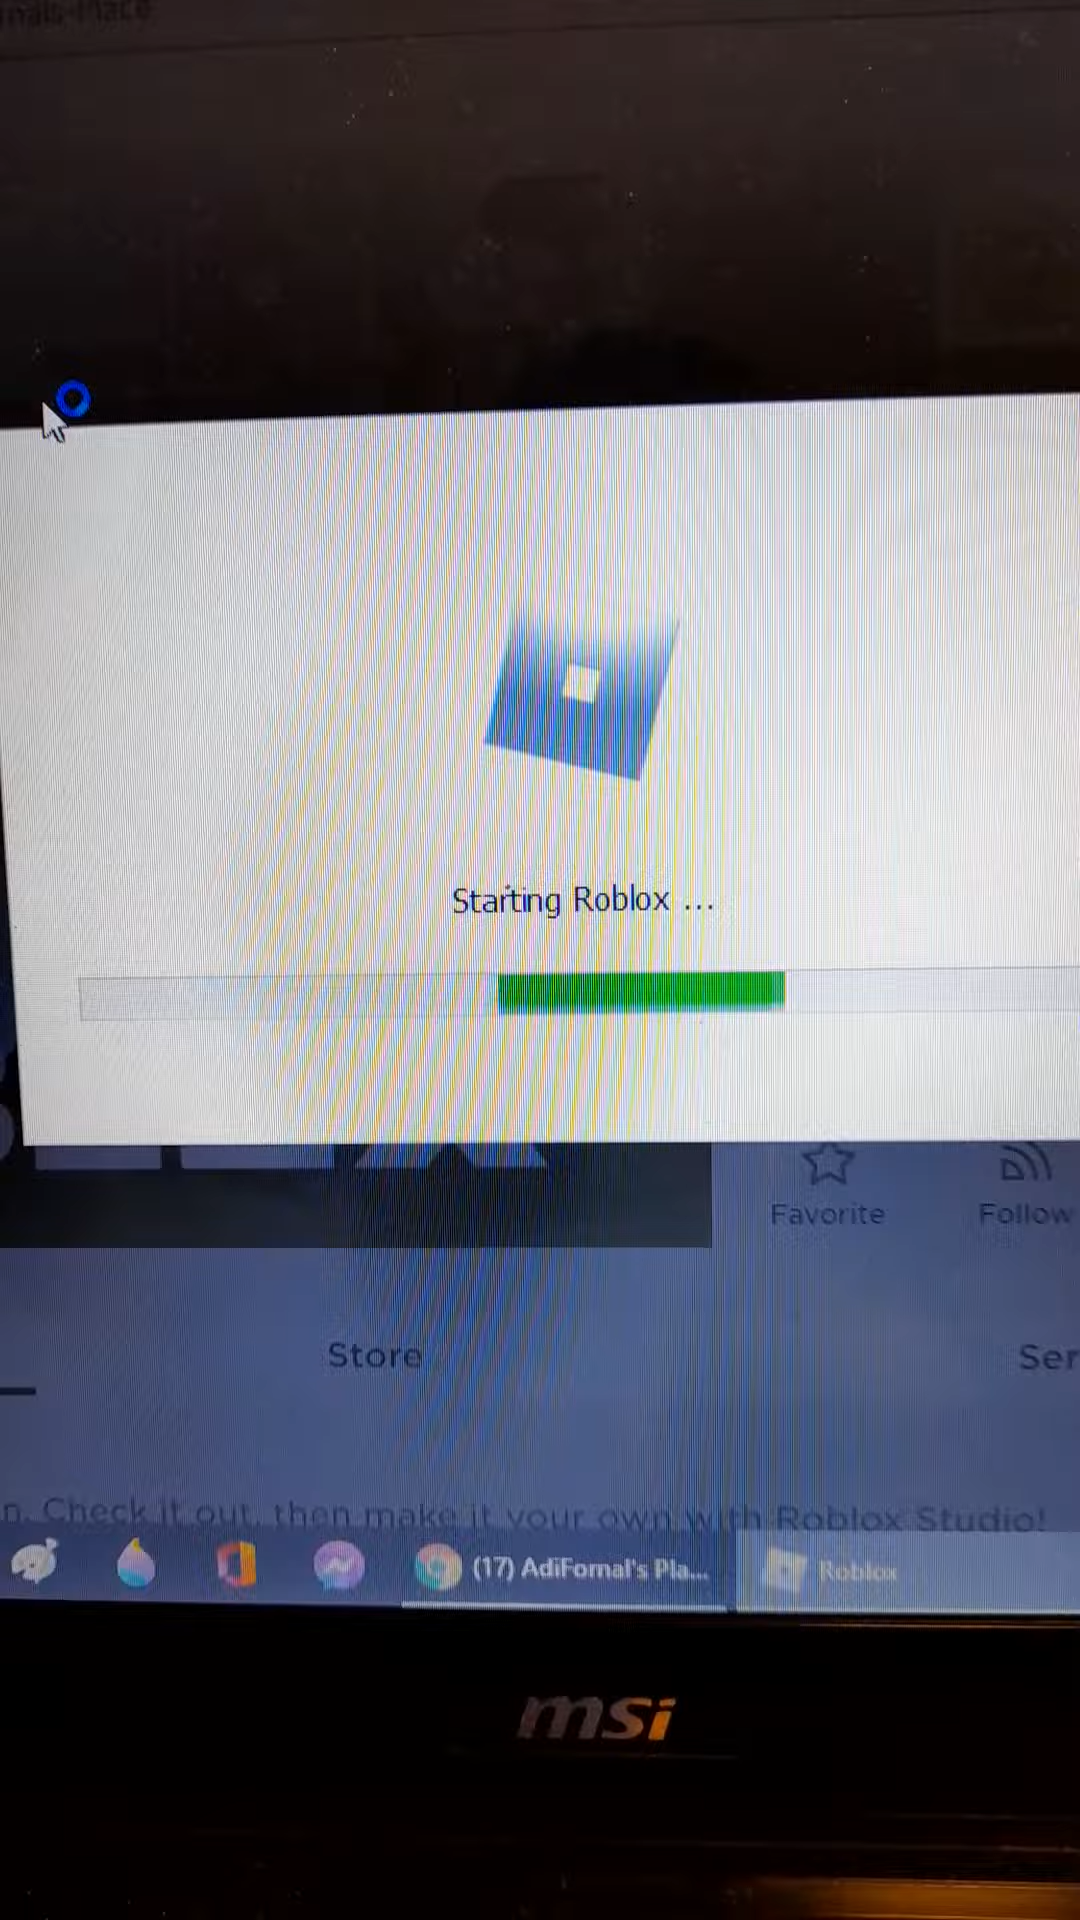 Starting Roblox ...
Favorite
Follow
Store
Ser
n. Check it out, then make it your own with Roblox Studio!
(17) AdiFornal's Pla...
Roblox
msi